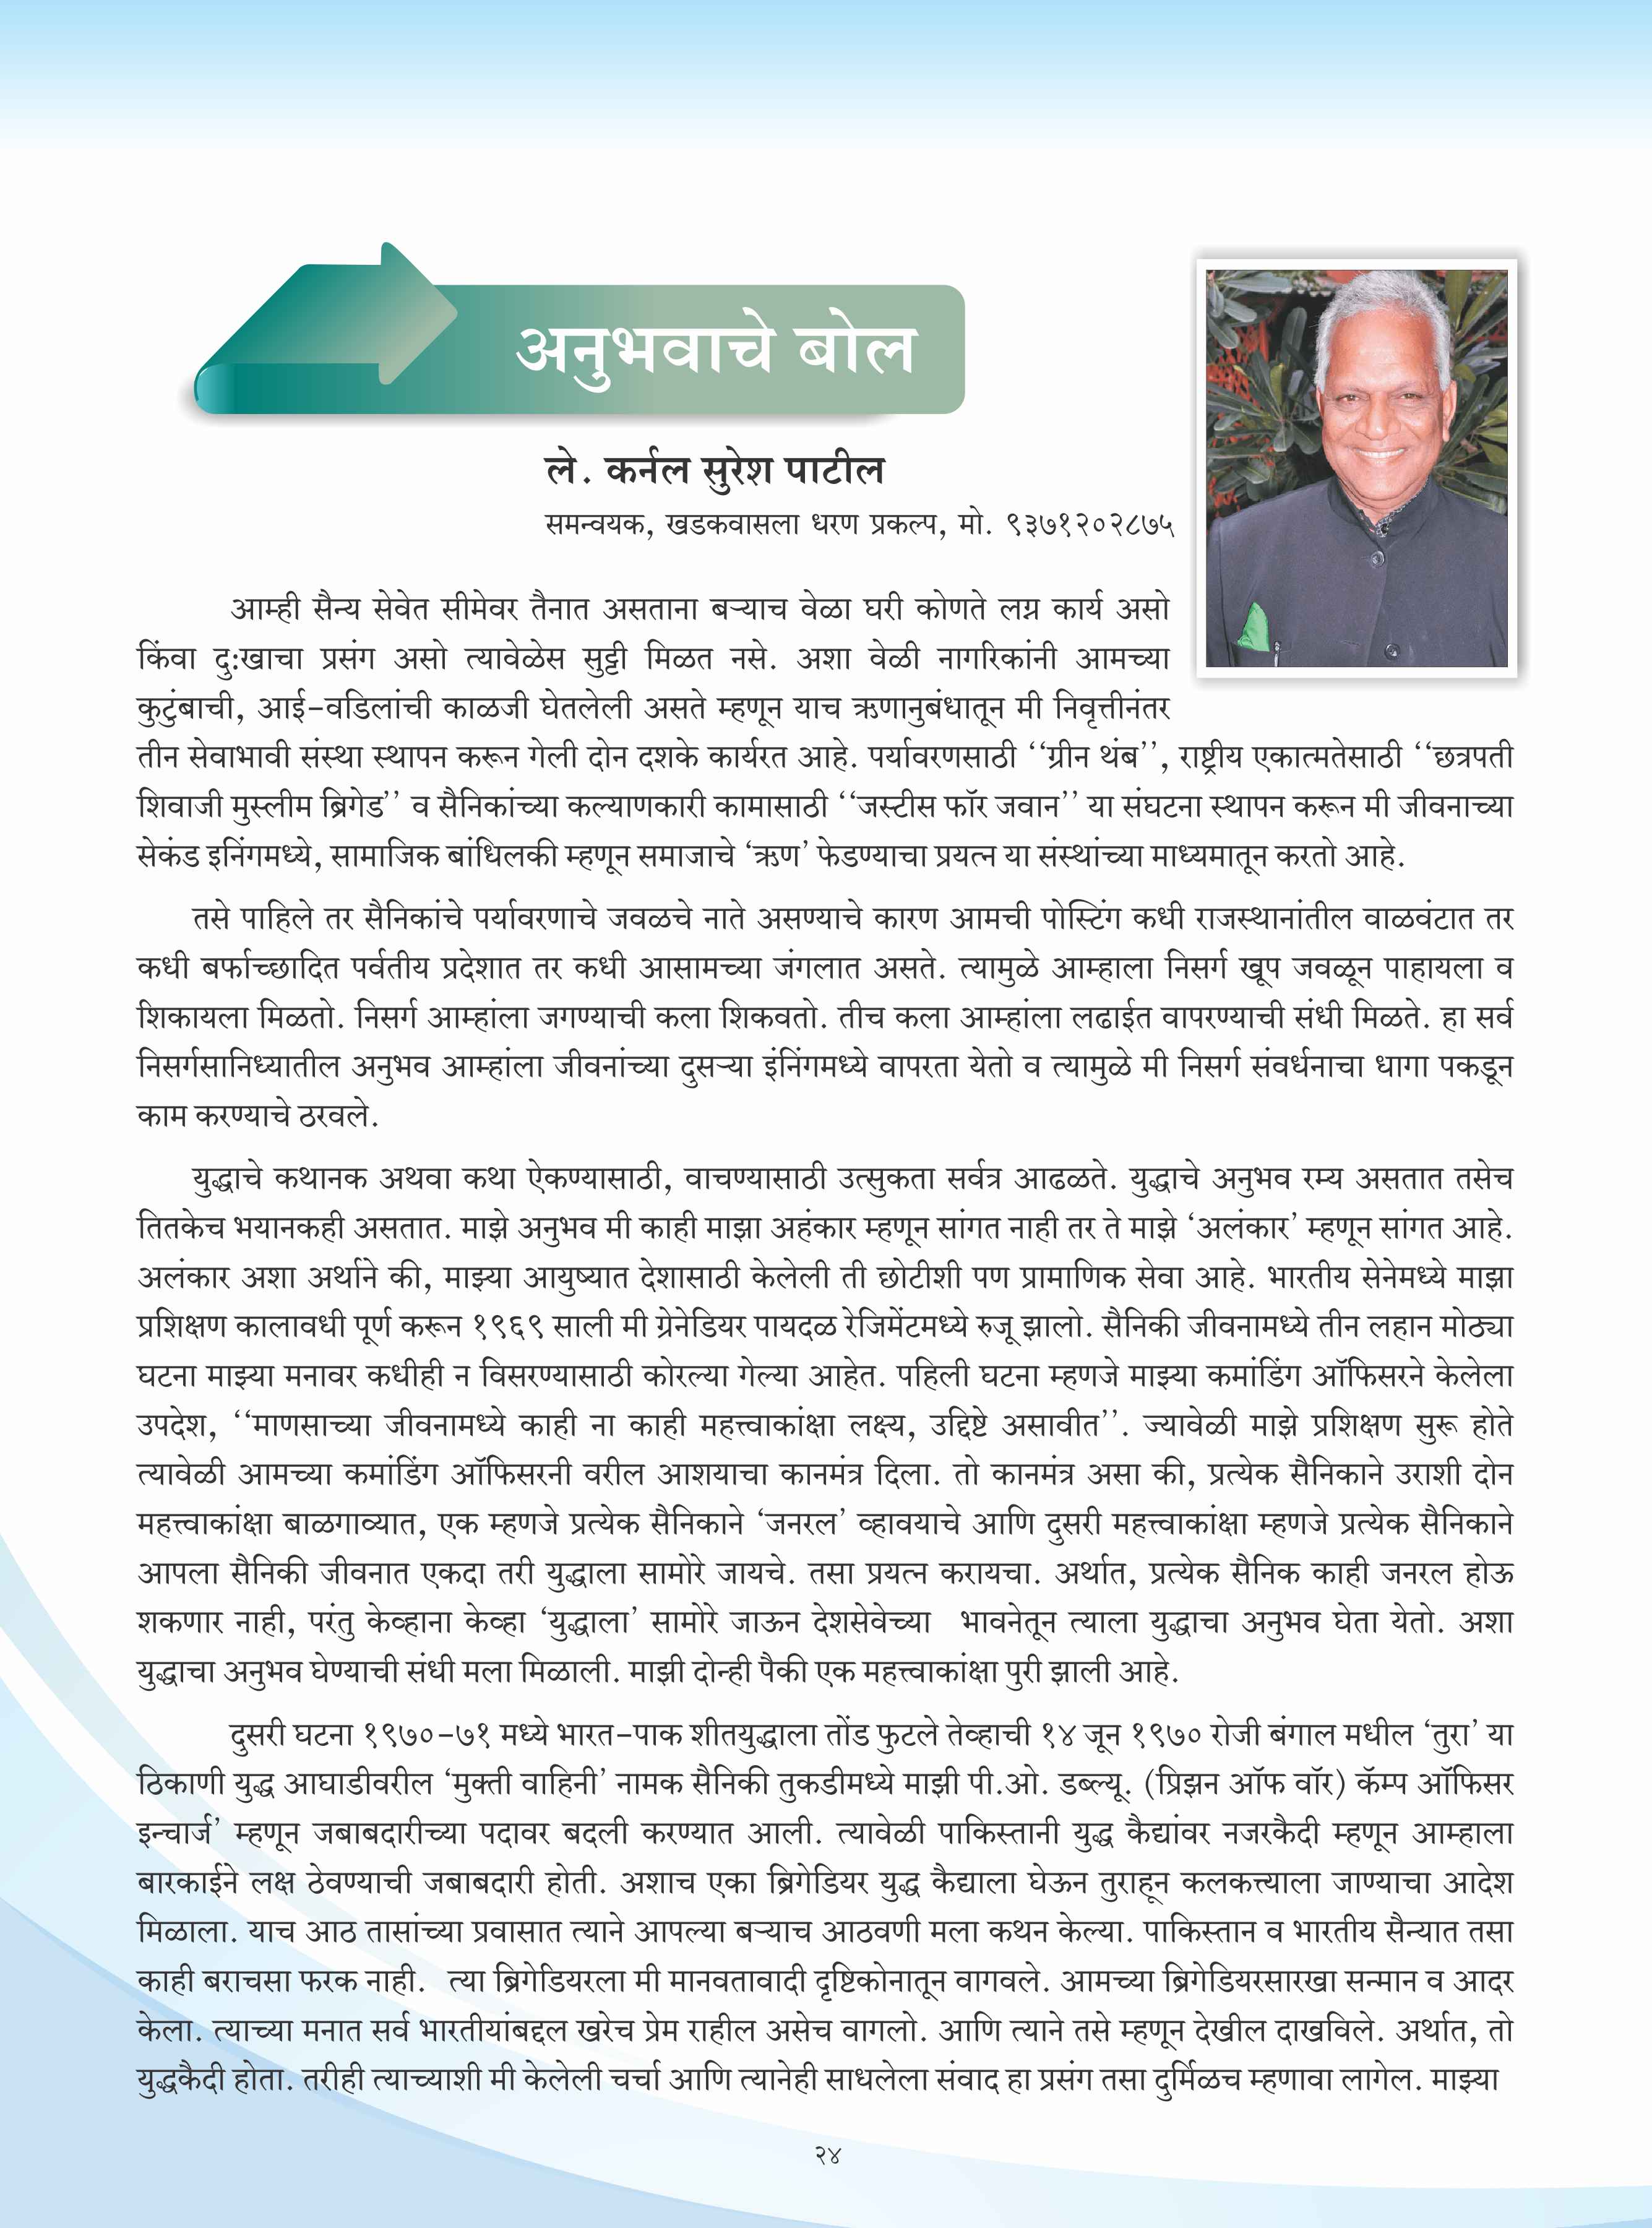 अनुभवाचे बोल
ले. कर्नल सुरेश पाटील
समन्वयक, खडकवासला धरण प्रकल्प, मो. ९३७१२०२८७५
आम्ही सैन्य सेवेत सीमेवर तैनात असताना बऱ्याच वेळा घरी कोणते लग्न कार्य असो
किंवा दुःखाचा प्रसंग असो त्यावेळेस सुट्टी मिळत नसे. अशा वेळी नागरिकांनी आमच्या
कुटुंबाची, आई-वडिलांची काळजी घेतलेली असते म्हणून याच ऋणानुबंधातून मी निवृत्तीनंतर
तीन सेवाभावी संस्था स्थापन करून गेली दोन दशके कार्यरत आहे. पर्यावरणसाठी ‘‘ग्रीन थंब’’, राष्ट्रीय एकात्मतेसाठी ‘‘छत्रपती
शिवाजी मुस्लीम ब्रिगेड’’ व सैनिकांच्या कल्याणकारी कामासाठी ‘‘जस्टीस फॉर जवान’’ या संघटना स्थापन करून मी जीवनाच्या
सेकंड इनिंगमध्ये, सामाजिक बांधिलकी म्हणून समाजाचे ‘ऋण’ फेडण्याचा प्रयत्न या संस्थांच्या माध्यमातून करतो आहे.
तसे पाहिले तर सैनिकांचे पर्यावरणाचे जवळचे नाते असण्याचे कारण आमची पोस्टिंग कधी राजस्थानांतील वाळवंटात तर
कधी बर्फाच्छादित पर्वतीय प्रदेशात तर कधी आसामच्या जंगलात असते. त्यामुळे आम्हाला निसर्ग खूप जवळून पाहायला व
शिकायला मिळतो. निसर्ग आम्हांला जगण्याची कला शिकवतो. तीच कला आम्हांला लढाईत वापरण्याची संधी मिळते. हा सर्व
निसर्गसानिध्यातील अनुभव आम्हांला जीवनांच्या दुसऱ्या इंनिंगमध्ये वापरता येतो व त्यामुळे मी निसर्ग संवर्धनाचा धागा पकडून
काम करण्याचे ठरवले.
युद्धाचे कथानक अथवा कथा ऐकण्यासाठी, वाचण्यासाठी उत्सुकता सर्वत्र आढळते. युद्धाचे अनुभव रम्य असतात तसेच
तितकेच भयानकही असतात. माझे अनुभव मी काही माझा अहंकार म्हणून सांगत नाही तर ते माझे ‘अलंकार’ म्हणून सांगत आहे.
अलंकार अशा अर्थाने की, माझ्या आयुष्यात देशासाठी केलेली ती छोटीशी पण प्रामाणिक सेवा आहे. भारतीय सेनेमध्ये माझा
प्रशिक्षण कालावधी पूर्ण करून १९६९ साली मी ग्रेनेडियर पायदळ रेजिमेंटमध्ये रुजू झालो. सैनिकी जीवनामध्ये तीन लहान मोठ्या
घटना माझ्या मनावर कधीही न विसरण्यासाठी कोरल्या गेल्या आहेत. पहिली घटना म्हणजे माझ्या कमांडिंग ऑफिसरने केलेला
उपदेश, ‘‘माणसाच्या जीवनामध्ये काही ना काही महत्त्वाकांक्षा लक्ष्य, उद्दिष्टे असावीत’’. ज्यावेळी माझे प्रशिक्षण सुरू होते
त्यावेळी आमच्या कमांडिंग ऑफिसरनी वरील आशयाचा कानमंत्र दिला. तो कानमंत्र असा की, प्रत्येक सैनिकाने उराशी दोन
महत्त्वाकांक्षा बाळगाव्यात, एक म्हणजे प्रत्येक सैनिकाने ‘जनरल’ व्हावयाचे आणि दुसरी महत्त्वाकांक्षा म्हणजे प्रत्येक सैनिकाने
आपला सैनिकी जीवनात एकदा तरी युद्धाला सामोरे जायचे. तसा प्रयत्न करायचा. अर्थात, प्रत्येक सैनिक काही जनरल होऊ
शकणार नाही, परंतु केव्हाना केव्हा ‘युद्धाला’ सामोरे जाऊन देशसेवेच्या भावनेतून त्याला युद्धाचा अनुभव घेता येतो. अशा
युद्धाचा अनुभव घेण्याची संधी मला मिळाली. माझी दोन्ही पैकी एक महत्त्वाकांक्षा पुरी झाली आहे.
दुसरी घटना १९७०-७१ मध्ये भारत-पाक शीतयुद्धाला तोंड फुटले तेव्हाची १४ जून १९७० रोजी बंगाल मधील ‘तुरा’ या
ठिकाणी युद्ध आघाडीवरील ‘मुक्ती वाहिनी’ नामक सैनिकी तुकडीमध्ये माझी पी.ओ. डब्ल्यू. (प्रिझन ऑफ वॉर) कॅम्प ऑफिसर
इन्चार्ज’ म्हणून जबाबदारीच्या पदावर बदली करण्यात आली. त्यावेळी पाकिस्तानी युद्ध कैद्यांवर नजरकैदी म्हणून आम्हाला
बारकाईने लक्ष ठेवण्याची जबाबदारी होती. अशाच एका ब्रिगेडियर युद्ध कैद्याला घेऊन तुराहून कलकत्त्याला जाण्याचा आदेश
मिळाला. याच आठ तासांच्या प्रवासात त्याने आपल्या बऱ्याच आठवणी मला कथन केल्या. पाकिस्तान व भारतीय सैन्यात तसा
काही बराचसा फरक नाही. त्या ब्रिगेडियरला मी मानवतावादी दृष्टिकोनातून वागवले. आमच्या ब्रिगेडियरसारखा सन्मान व आदर
केला. त्याच्या मनात सर्व भारतीयांबद्दल खरेच प्रेम राहील असेच वागलो. आणि त्याने तसे म्हणून देखील दाखविले. अर्थात, तो
युद्धकैदी होता. तरीही त्याच्याशी मी केलेली चर्चा आणि त्यानेही साधलेला संवाद हा प्रसंग तसा दुर्मिळच म्हणावा लागेल. माझ्या
२४